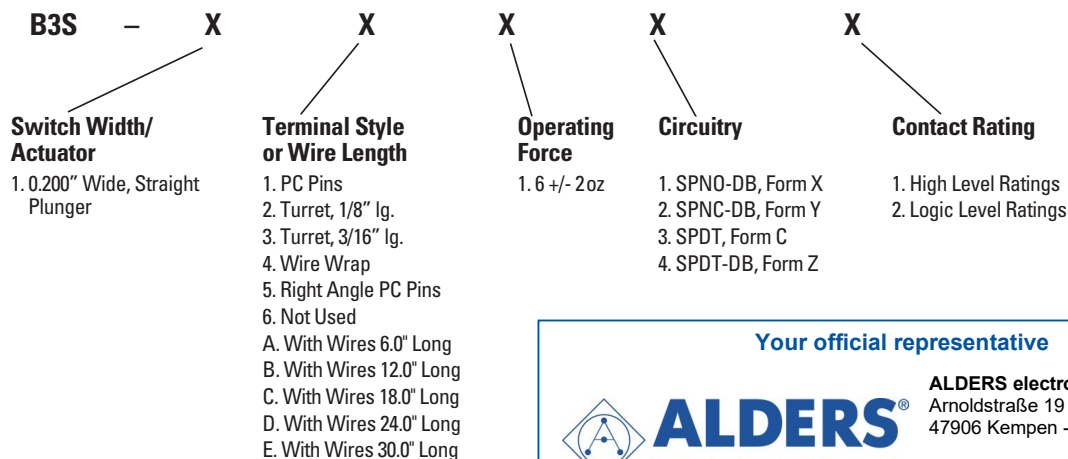 B3S – X X X X X
Switch Width/
Actuator
1. 0.200" Wide, Straight
Plunger
Terminal Style
or Wire Length
1. PC Pins
2. Turret, 1/8" lg.
3. Turret, 3/16" lg.
4. Wire Wrap
5. Right Angle PC Pins
6. Not Used
A. With Wires 6.0" Long
B. With Wires 12.0" Long
C. With Wires 18.0" Long
D. With Wires 24.0" Long
E. With Wires 30.0" Long
Operating
Force
1. 6 +/- 2 oz
Circuitry
1. SPNO-DB, Form X
2. SPNC-DB, Form Y
3. SPDT, Form C
4. SPDT-DB, Form Z
Contact Rating
1. High Level Ratings
2. Logic Level Ratings
Your official representative
ALDERS®
ALDERS electro
Arnoldstraße 19
47906 Kempen -